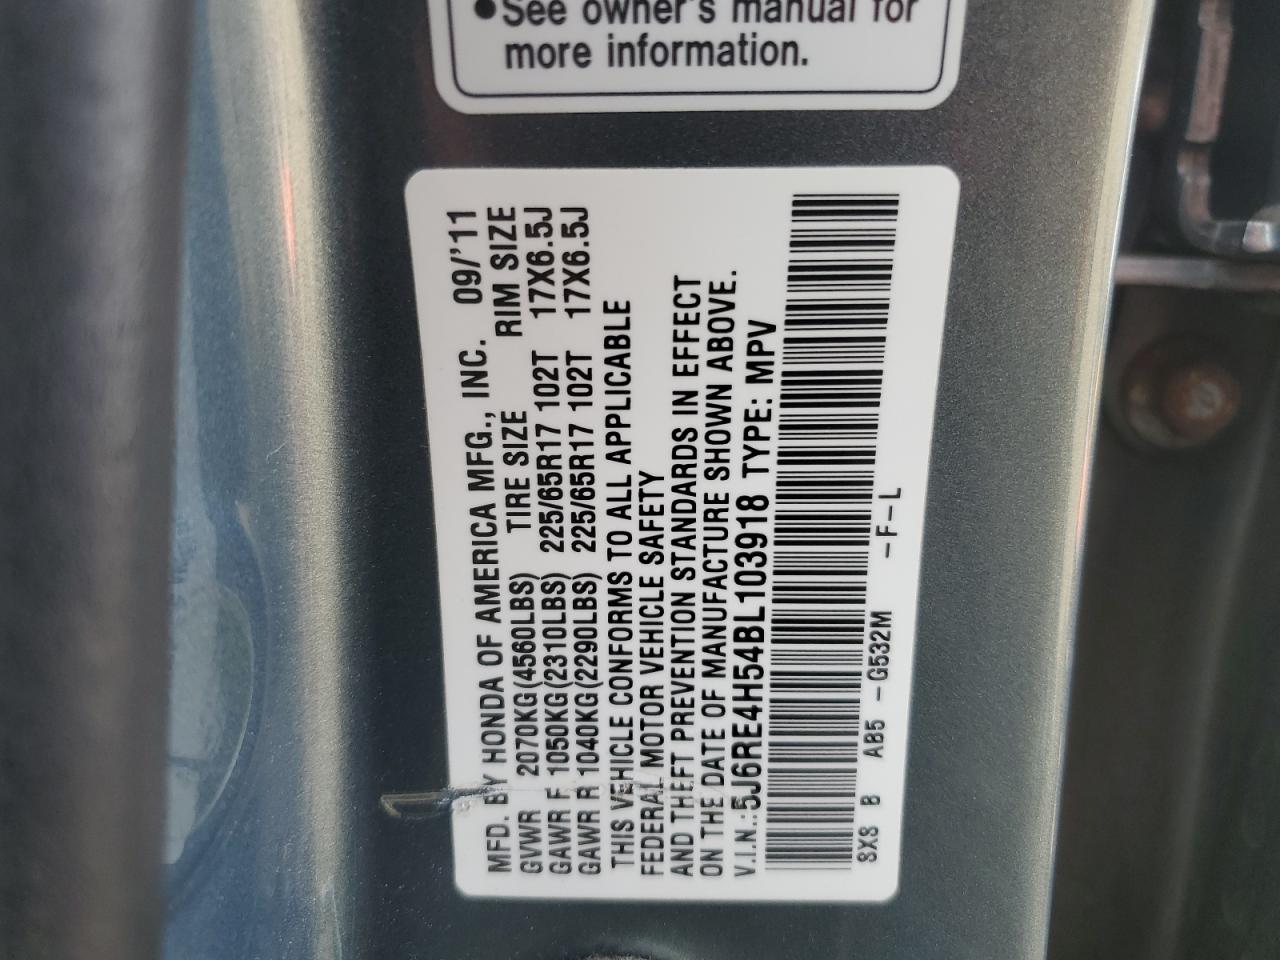 ●See owner's manual for
more information.
MFD. BY HONDA OF AMERICA MFG., INC. 09/'11
GVWR 2070KG(4560LBS) TIRE SIZE RIM SIZE
GAWR F 1050KG(2310LBS) 225/65R17 102T 17X6.5J
GAWR R 1040KG(2290LBS) 225/65R17 102T 17X6.5J
THIS VEHICLE CONFORMS TO ALL APPLICABLE
FEDERAL MOTOR VEHICLE SAFETY
AND THEFT PREVENTION STANDARDS IN EFFECT
ON THE DATE OF MANUFACTURE SHOWN ABOVE.
V.I.N.:5J6RE4H54BL103918 TYPE: MPV
8XS B AB5 -G532M -F-L